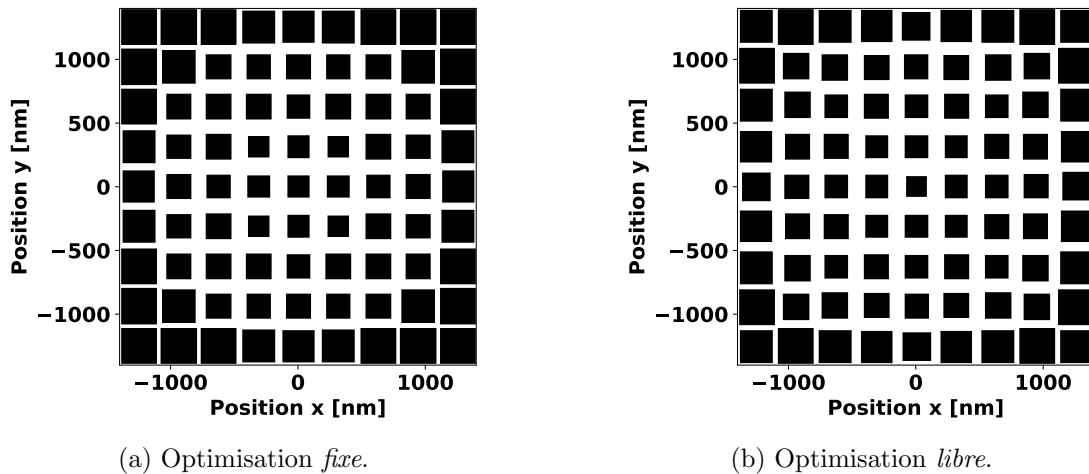 1000
500
0
−500
−1000
Position y [nm]
−1000
0
1000
Position x [nm]
(a) Optimisation fixe.
1000
500
0
−500
−1000
Position y [nm]
−1000
0
1000
Position x [nm]
(b) Optimisation libre.